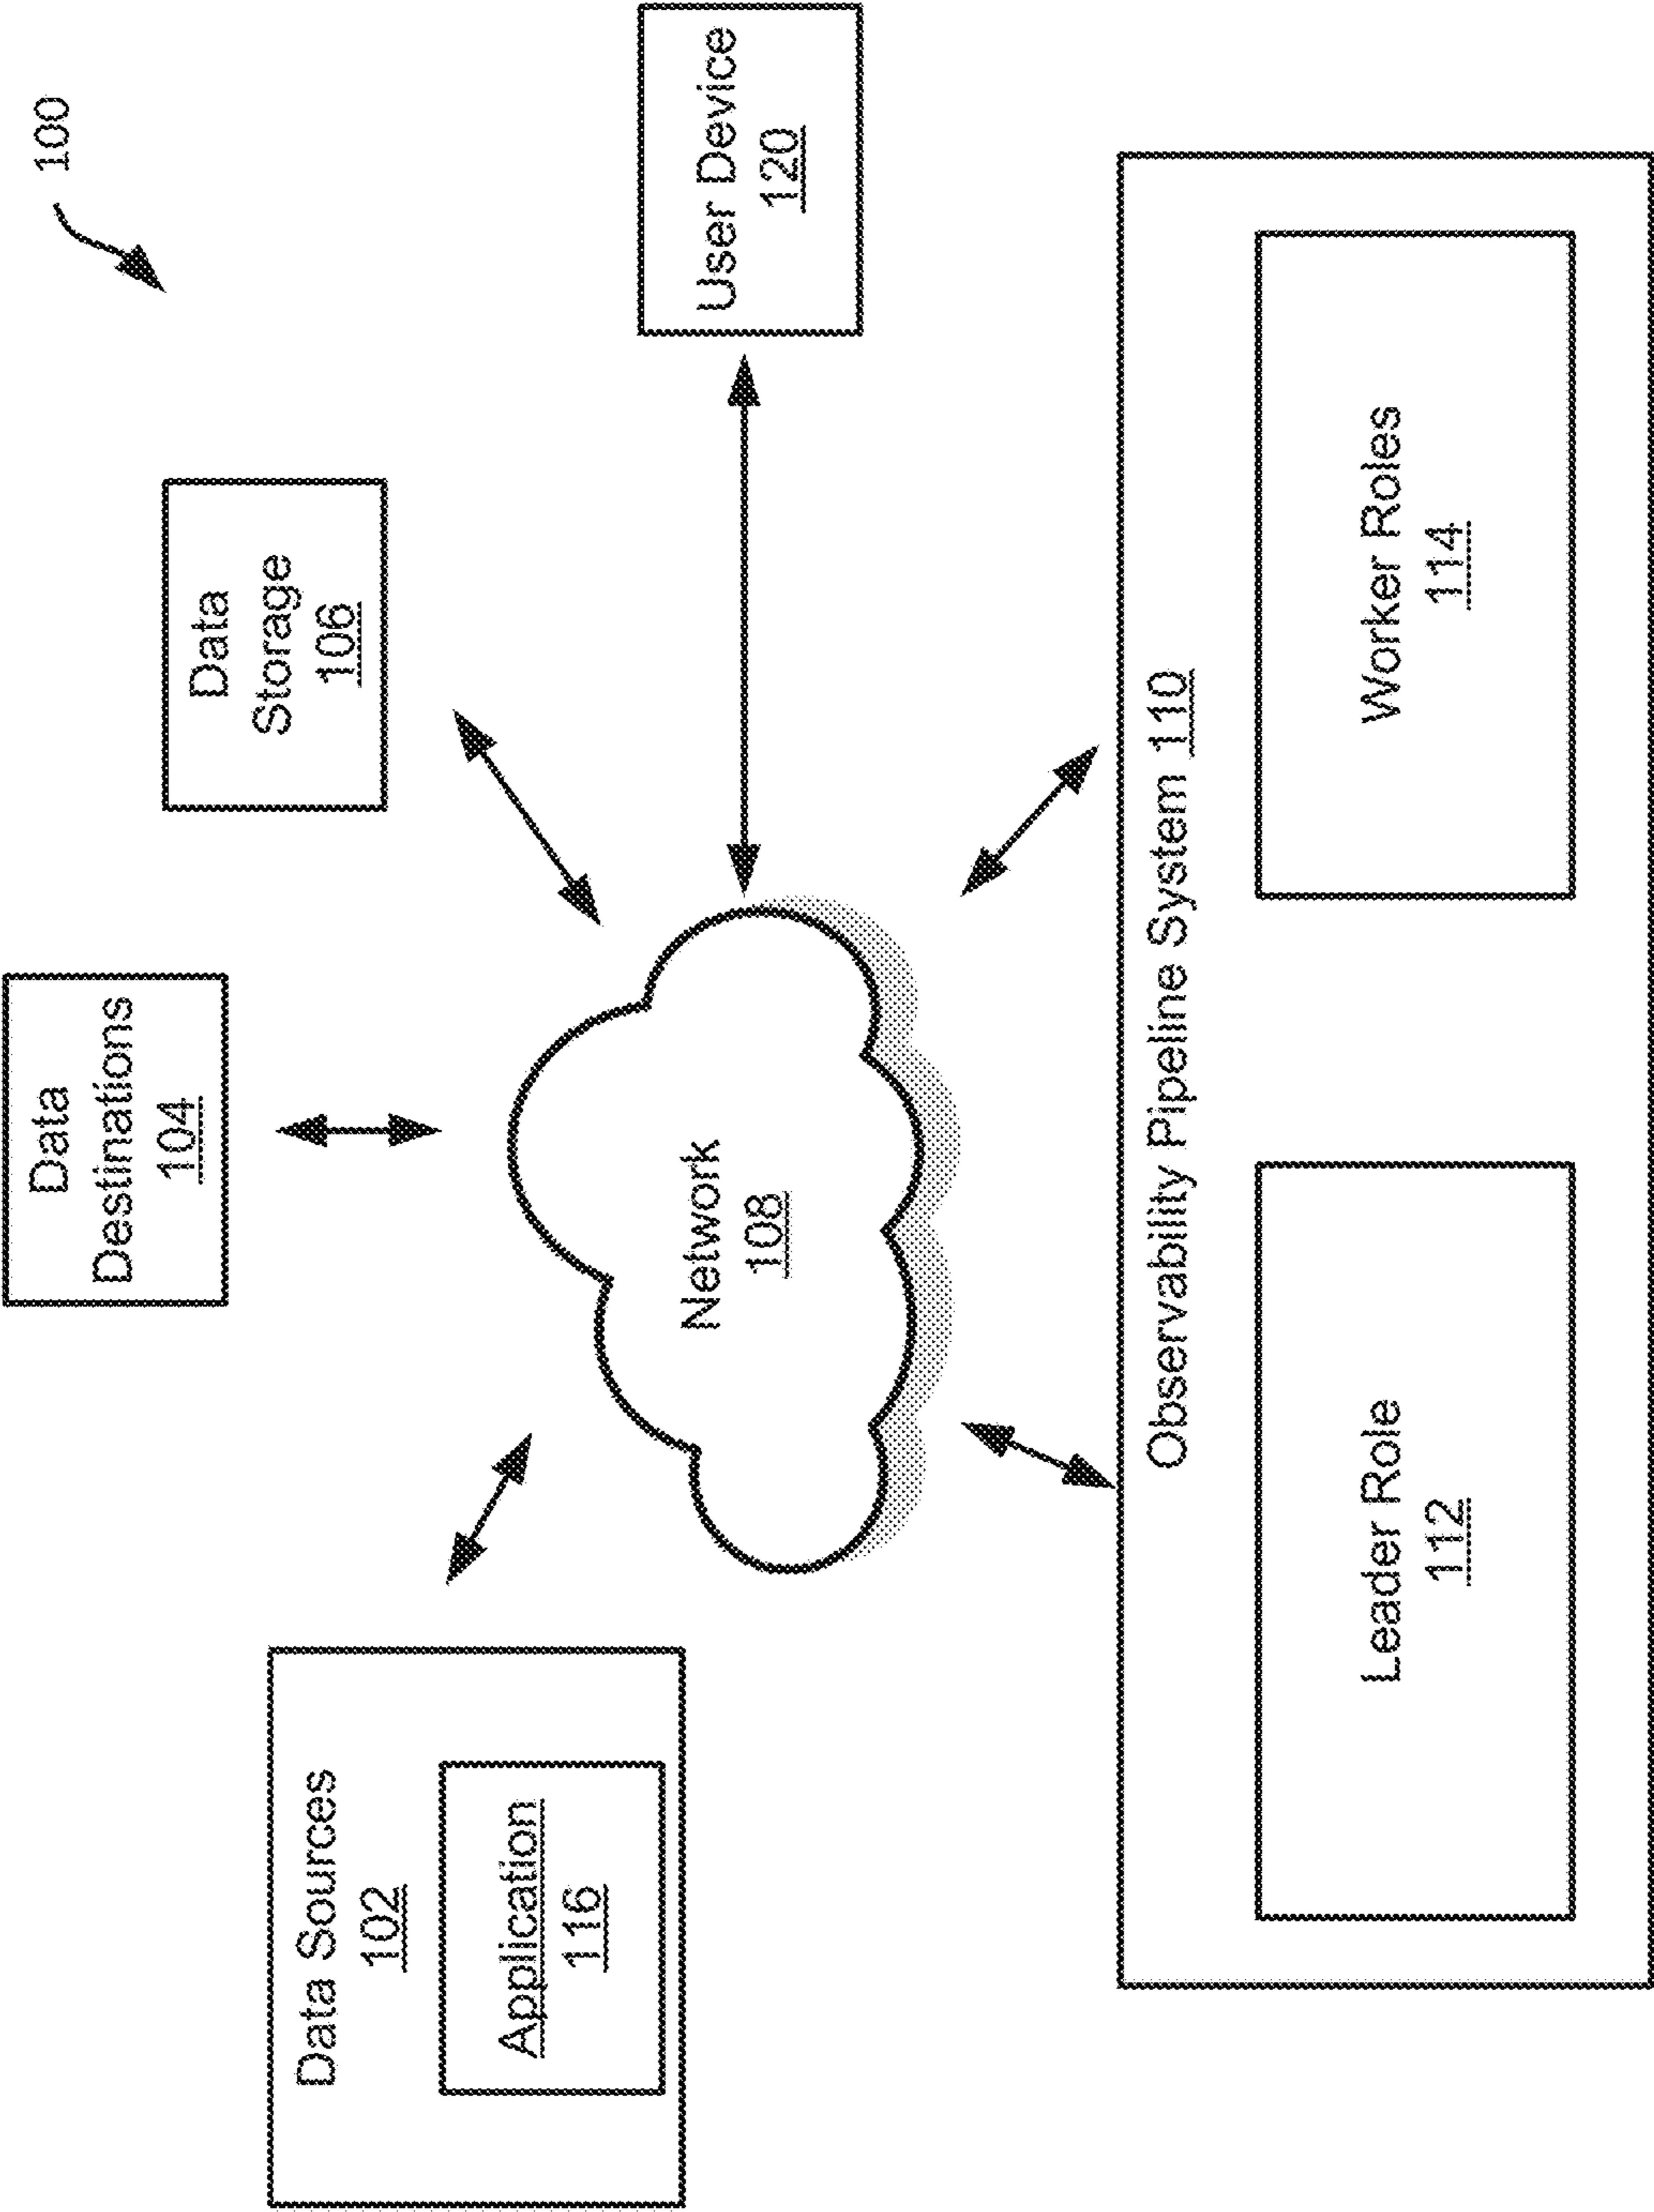 100
Data
Destinations
104
Data
Storage
106
Data Sources
102
Application
116
User Device
120
Network
108
Observability Pipeline System 110
Leader Role
112
Worker Roles
114